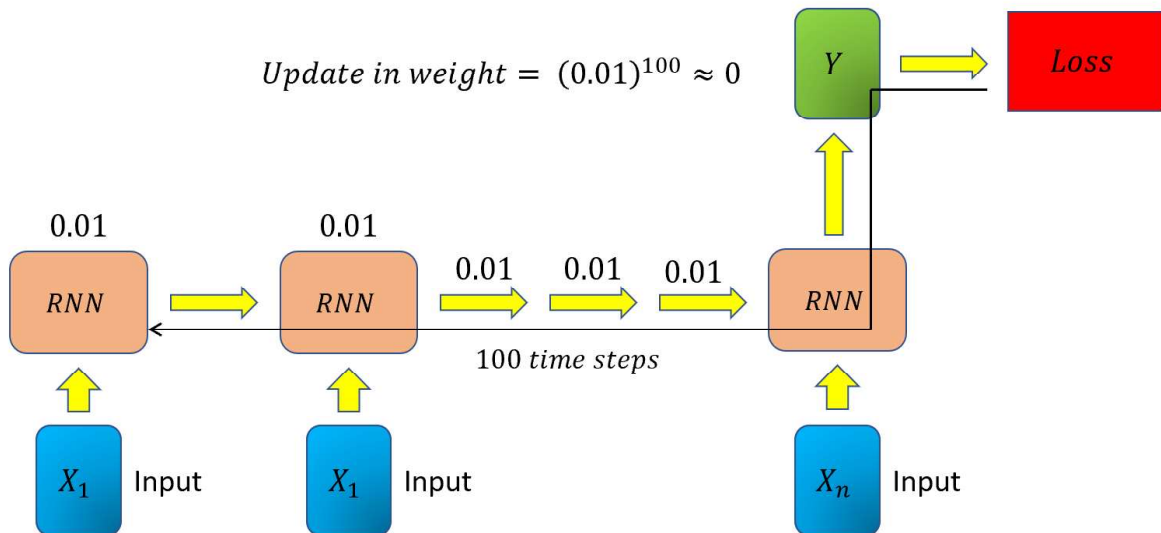 Update in weight = (0.01)^100 ≈ 0
Y
Loss
0.01
0.01
0.01
0.01
0.01
RNN
RNN
RNN
100 time steps
X_1
Input
X_1
Input
X_n
Input